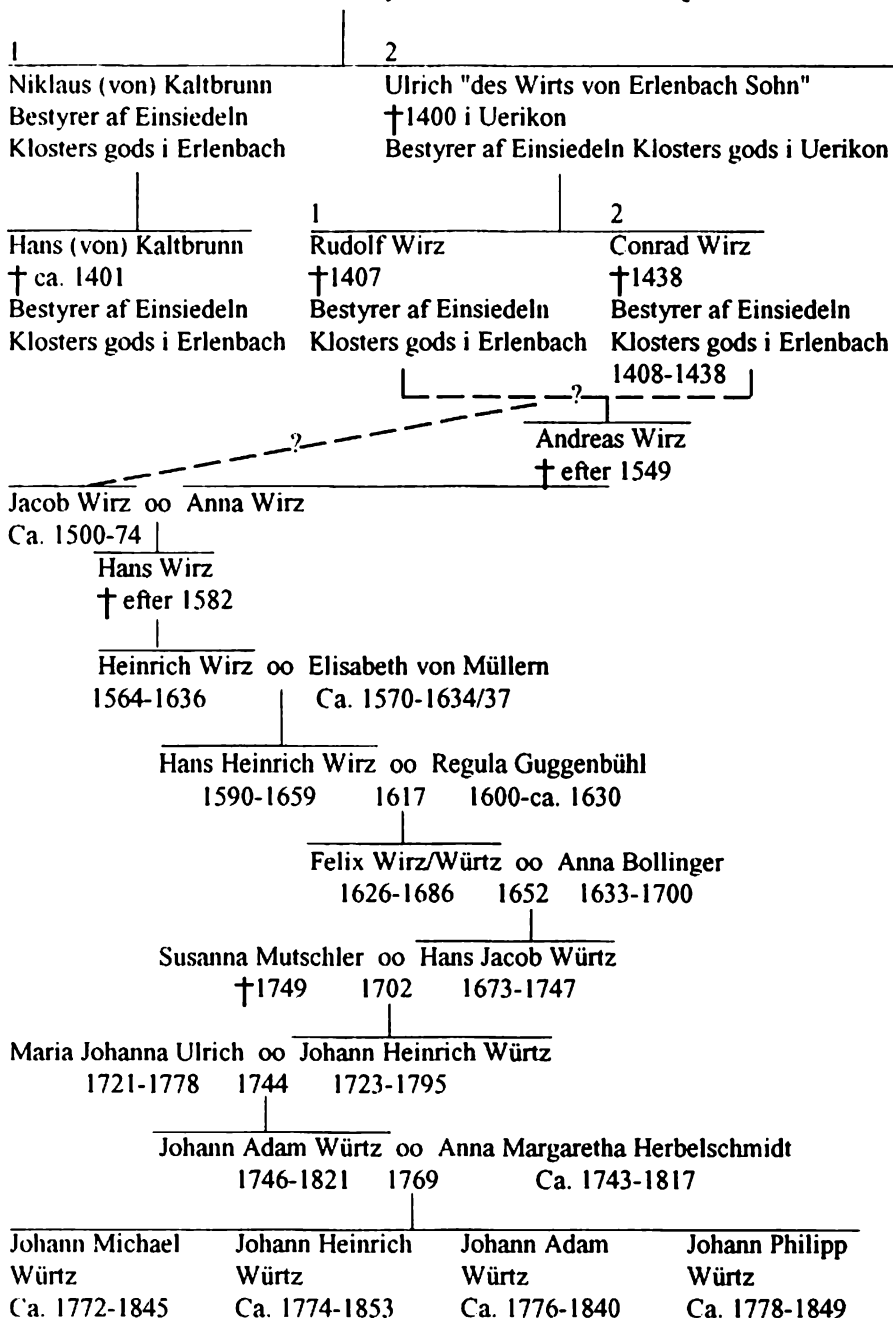 1 2
Niklaus (von) Kaltbrunn Ulrich "des Wirts von Erlenbach Sohn"
Bestyrer af Einsiedeln †1400 i Uerikon
Klosters gods i Erlenbach Bestyrer af Einsiedeln Klosters gods i Uerikon
1 2
Hans (von) Kaltbrunn Rudolf Wirz Conrad Wirz
† ca. 1401 †1407 †1438
Bestyrer af Einsiedeln Bestyrer af Einsiedeln Bestyrer af Einsiedeln
Klosters gods i Erlenbach Klosters gods i Erlenbach Klosters gods i Erlenbach
1408-1438
?
? Andreas Wirz
† efter 1549
Jacob Wirz oo Anna Wirz
Ca. 1500-74
Hans Wirz
† efter 1582
Heinrich Wirz oo Elisabeth von Müllern
1564-1636 Ca. 1570-1634/37
Hans Heinrich Wirz oo Regula Guggenbühl
1590-1659 1617 1600-ca. 1630
Felix Wirz/Würtz oo Anna Bollinger
1626-1686 1652 1633-1700
Susanna Mutschler oo Hans Jacob Würtz
†1749 1702 1673-1747
Maria Johanna Ulrich oo Johann Heinrich Würtz
1721-1778 1744 1723-1795
Johann Adam Würtz oo Anna Margaretha Herbelschmidt
1746-1821 1769 Ca. 1743-1817
Johann Michael Johann Heinrich Johann Adam Johann Philipp
Würtz Würtz Würtz Würtz
Ca. 1772-1845 Ca. 1774-1853 Ca. 1776-1840 Ca. 1778-1849